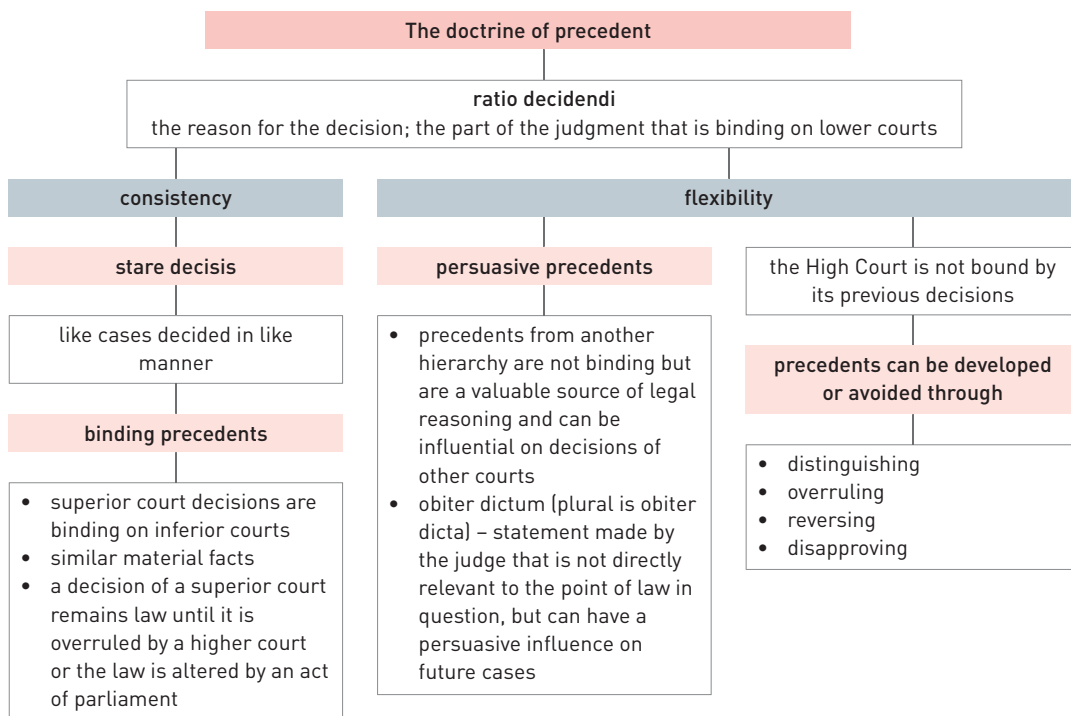 The doctrine of precedent
ratio decidendi
the reason for the decision; the part of the judgment that is binding on lower courts
consistency
stare decisis
like cases decided in like
manner
binding precedents
• superior court decisions are
binding on inferior courts
• similar material facts
• a decision of a superior court
remains law until it is
overruled by a higher court
or the law is altered by an act
of parliament
flexibility
persuasive precedents
• precedents from another
hierarchy are not binding but
are a valuable source of legal
reasoning and can be
influential on decisions of
other courts
• obiter dictum (plural is obiter
dicta) – statement made by
the judge that is not directly
relevant to the point of law in
question, but can have a
persuasive influence on
future cases
the High Court is not bound by
its previous decisions
precedents can be developed
or avoided through
• distinguishing
• overruling
• reversing
• disapproving